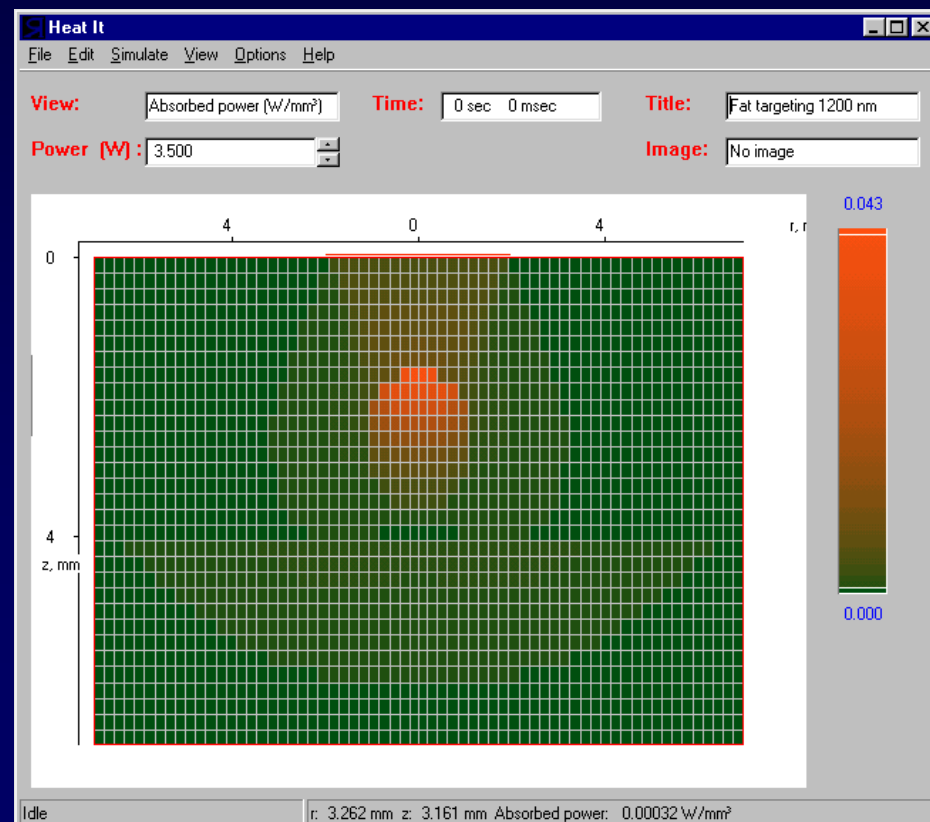 Heat It
File Edit Simulate View Options Help
View: Absorbed power (W/mm³) Time: 0 sec 0 msec Title: Fat targeting 1200 nm
Power (W) : 3.500 Image: No image
0.043
4 0 4 r,
0
4
z, mm
0.000
Idle r: 3.262 mm z: 3.161 mm Absorbed power: 0.00032 W/mm³